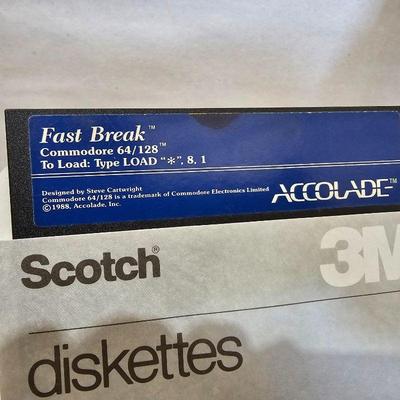 Fast Break™
Commodore 64/128™
To Load: Type LOAD "*", 8, 1
Designed by Steve Cartwright
Commodore 64/128 is a trademark of Commodore Electronics Limited
©1988, Accolade, Inc.
ACCOLADE™
Scotch® 3M
diskettes